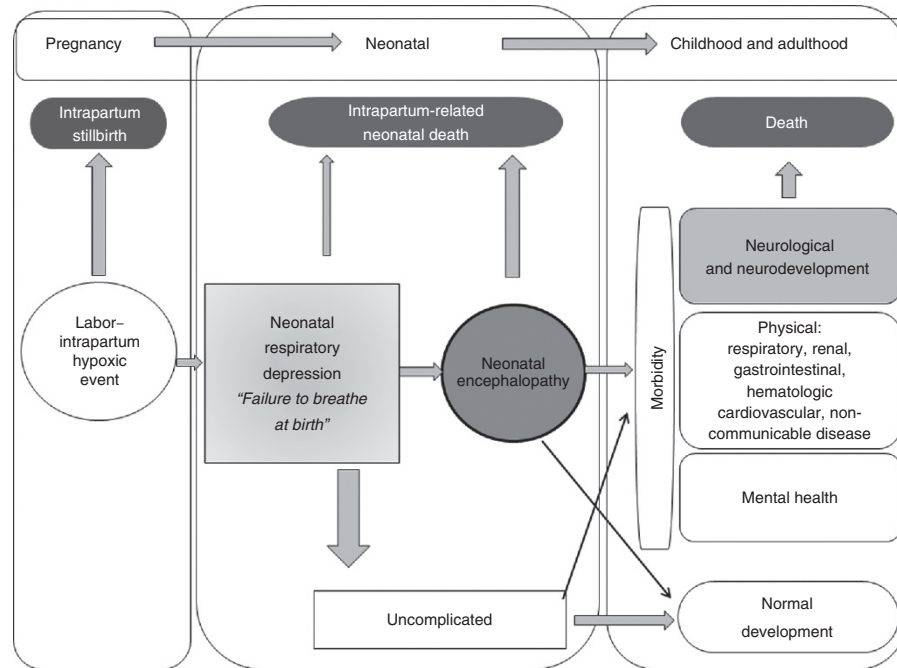 Pregnancy
Neonatal
Childhood and adulthood
Intrapartum
stillbirth
Intrapartum-related
neonatal death
Death
Labor–
intrapartum
hypoxic
event
Neonatal
respiratory
depression
“Failure to breathe
at birth”
Neonatal
encephalopathy
Morbidity
Neurological
and neurodevelopment
Physical:
respiratory, renal,
gastrointestinal,
hematologic
cardiovascular, non-
communicable disease
Mental health
Uncomplicated
Normal
development